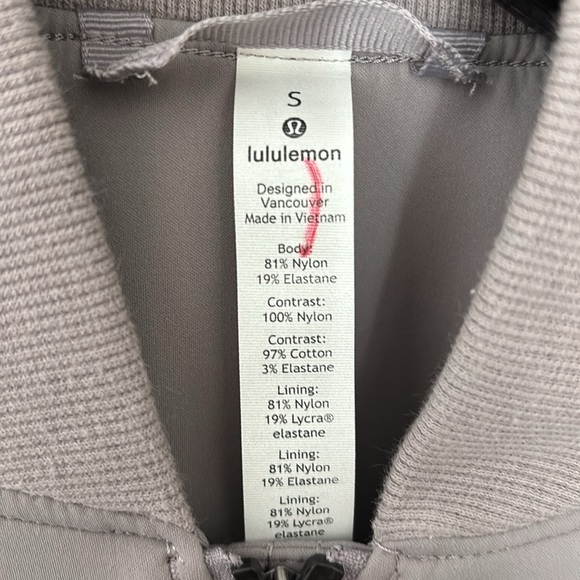 S
lululemon
Designed in
Vancouver
Made in Vietnam
Body:
81% Nylon
19% Elastane
Contrast:
100% Nylon
Contrast:
97% Cotton
3% Elastane
Lining:
81% Nylon
19% Lycra®
elastane
Lining:
81% Nylon
19% Elastane
Lining:
81% Nylon
19% Lycra®
elastane